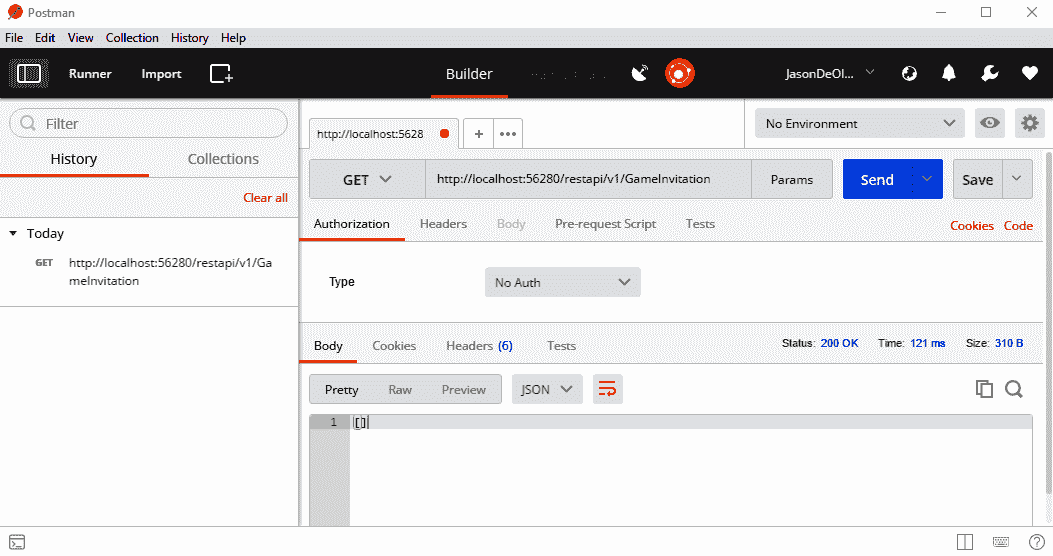 Postman
File Edit View Collection History Help
Runner Import Builder JasonDeOl...
Filter
History Collections
Clear all
Today
GET http://localhost:56280/restapi/v1/Ga
meInvitation
http://localhost:5628 + •••
No Environment
GET http://localhost:56280/restapi/v1/GameInvitation Params Send Save
Authorization Headers Body Pre-request Script Tests Cookies Code
Type No Auth
Body Cookies Headers (6) Tests Status: 200 OK Time: 121 ms Size: 310 B
Pretty Raw Preview JSON
1 []